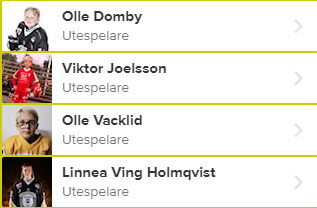 Olle Domby
Utespelare
Viktor Joelsson
Utespelare
Olle Vacklid
Utespelare
Linnea Ving Holmqvist
Utespelare